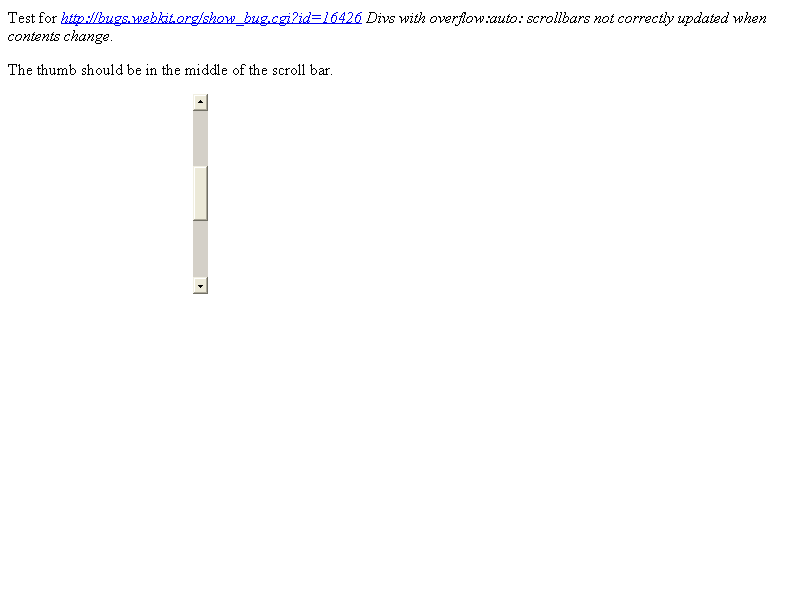 Test for http://bugs.webkit.org/show_bug.cgi?id=16426 Divs with overflow:auto: scrollbars not correctly updated when
contents change.
The thumb should be in the middle of the scroll bar.